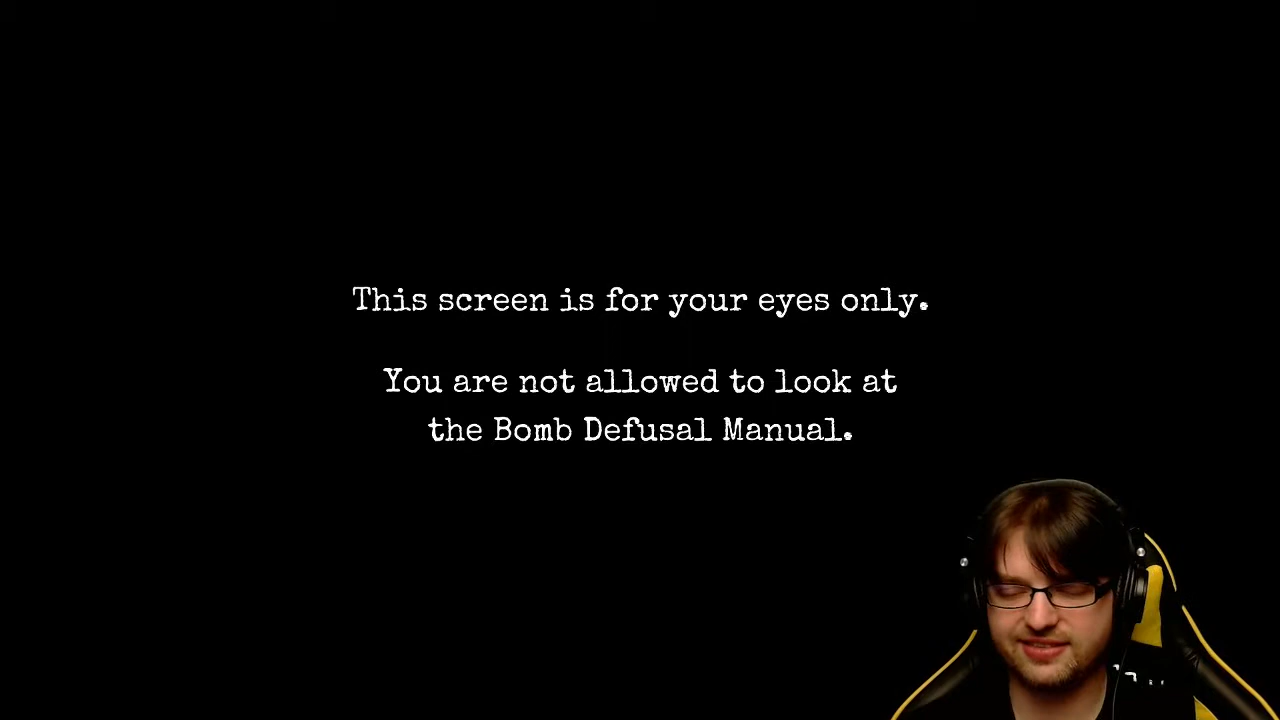 This screen is for your eyes only.
You are not allowed to look at
the Bomb Defusal Manual.